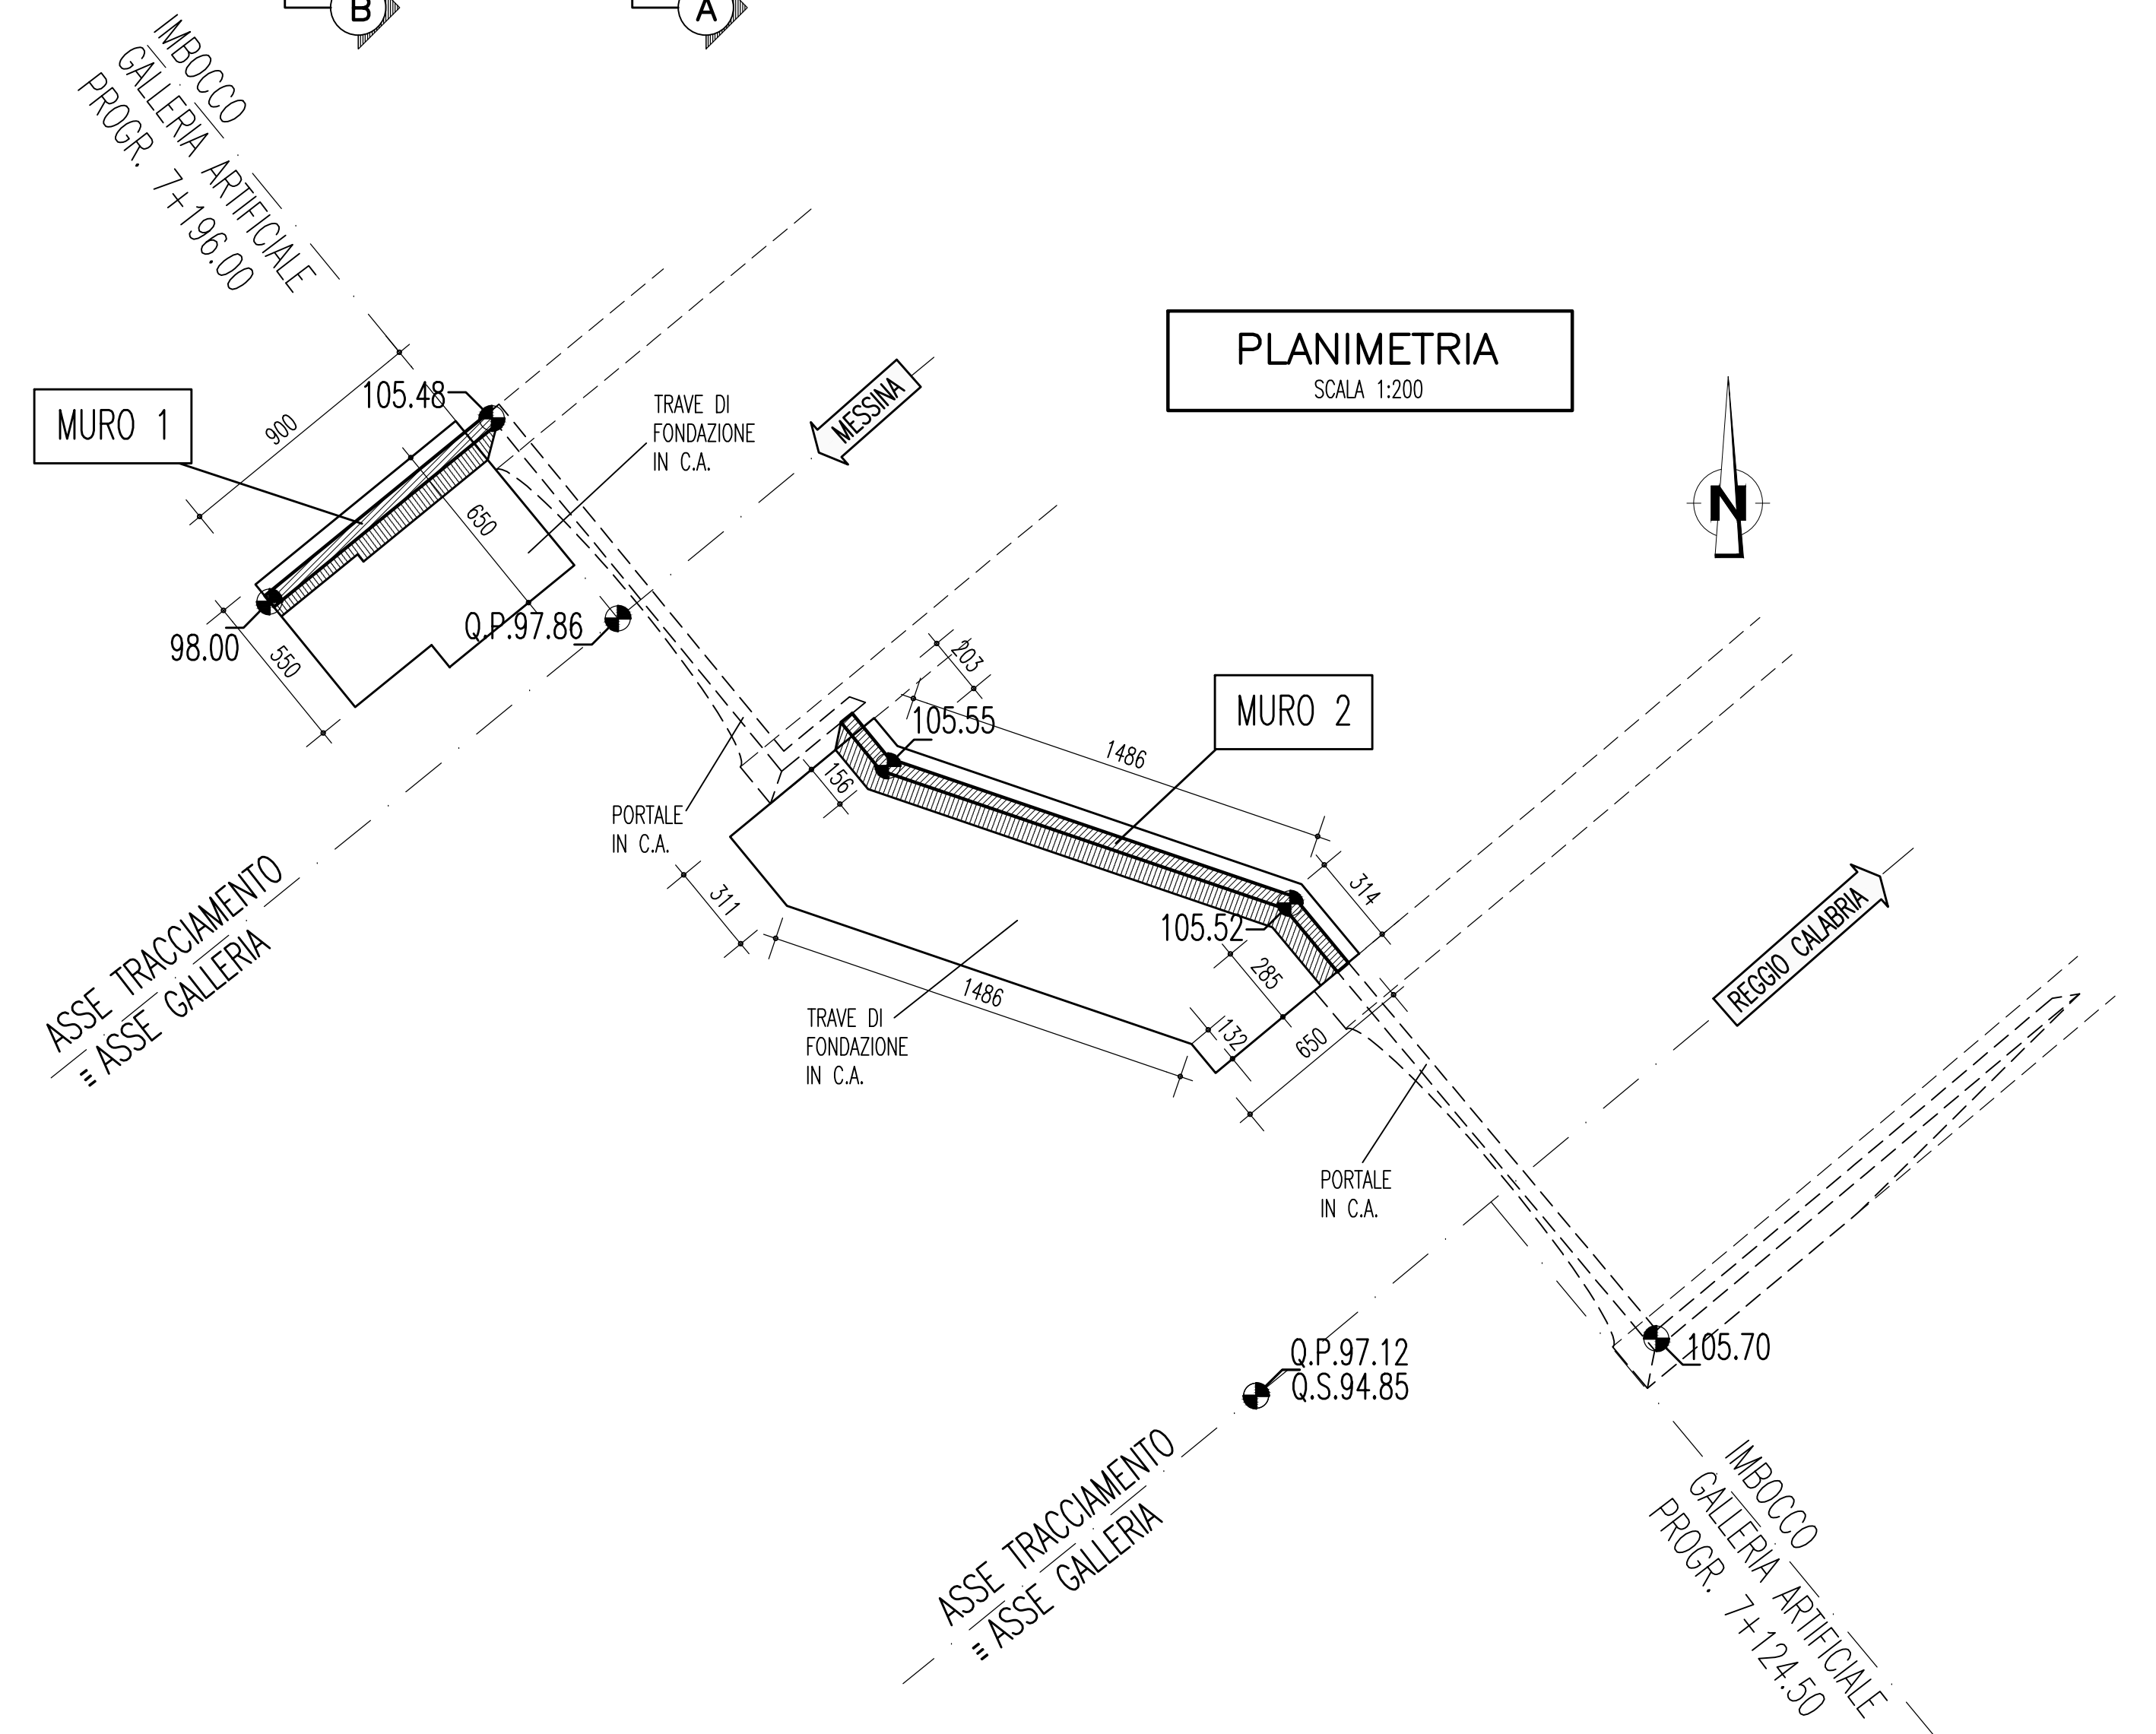 B
A
IMBOCCO
GALLERIA ARTIFICIALE
PROGR. 7+196.00
PLANIMETRIA
SCALA 1:200
MURO 1
105.48
900
TRAVE DI
FONDAZIONE
IN C.A.
MESSINA
N
650
98.00
550
Q.P.97.86
203
105.55
1486
MURO 2
156
PORTALE
IN C.A.
311
314
105.52
285
1486
132
650
REGGIO CALABRIA
TRAVE DI
FONDAZIONE
IN C.A.
ASSE TRACCIAMENTO
= ASSE GALLERIA
PORTALE
IN C.A.
Q.P.97.12
Q.S.94.85
105.70
ASSE TRACCIAMENTO
= ASSE GALLERIA
IMBOCCO
GALLERIA ARTIFICIALE
PROGR. 7+124.50